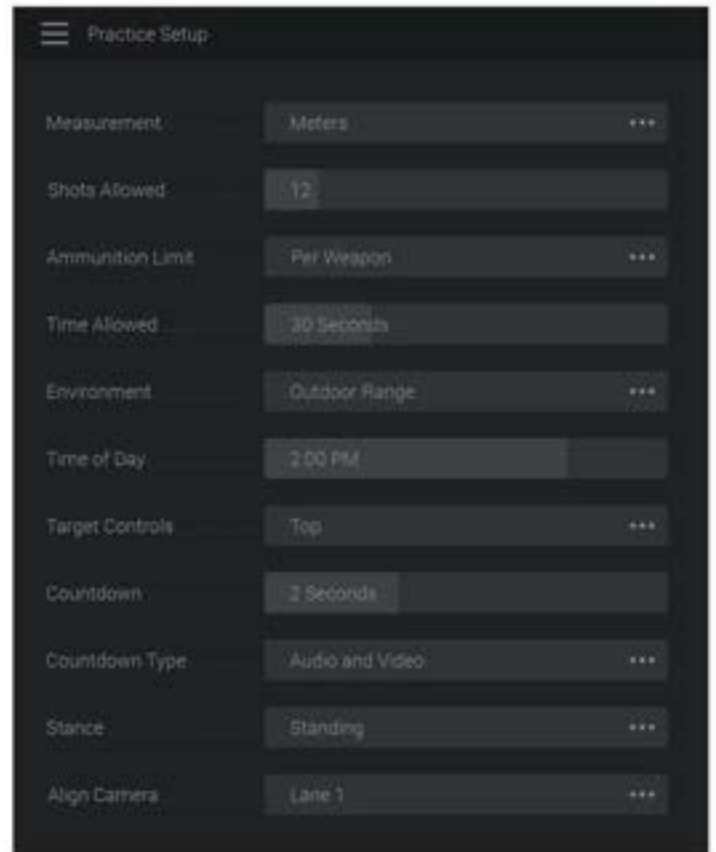 Practice Setup
Measurement Meters
Shots Allowed 12
Ammunition Limit Per Weapon
Time Allowed 30 Seconds
Environment Outdoor Range
Time of Day 2:00 PM
Target Controls Top
Countdown 2 Seconds
Countdown Type Audio and Video
Stance Standing
Align Camera Lane 1